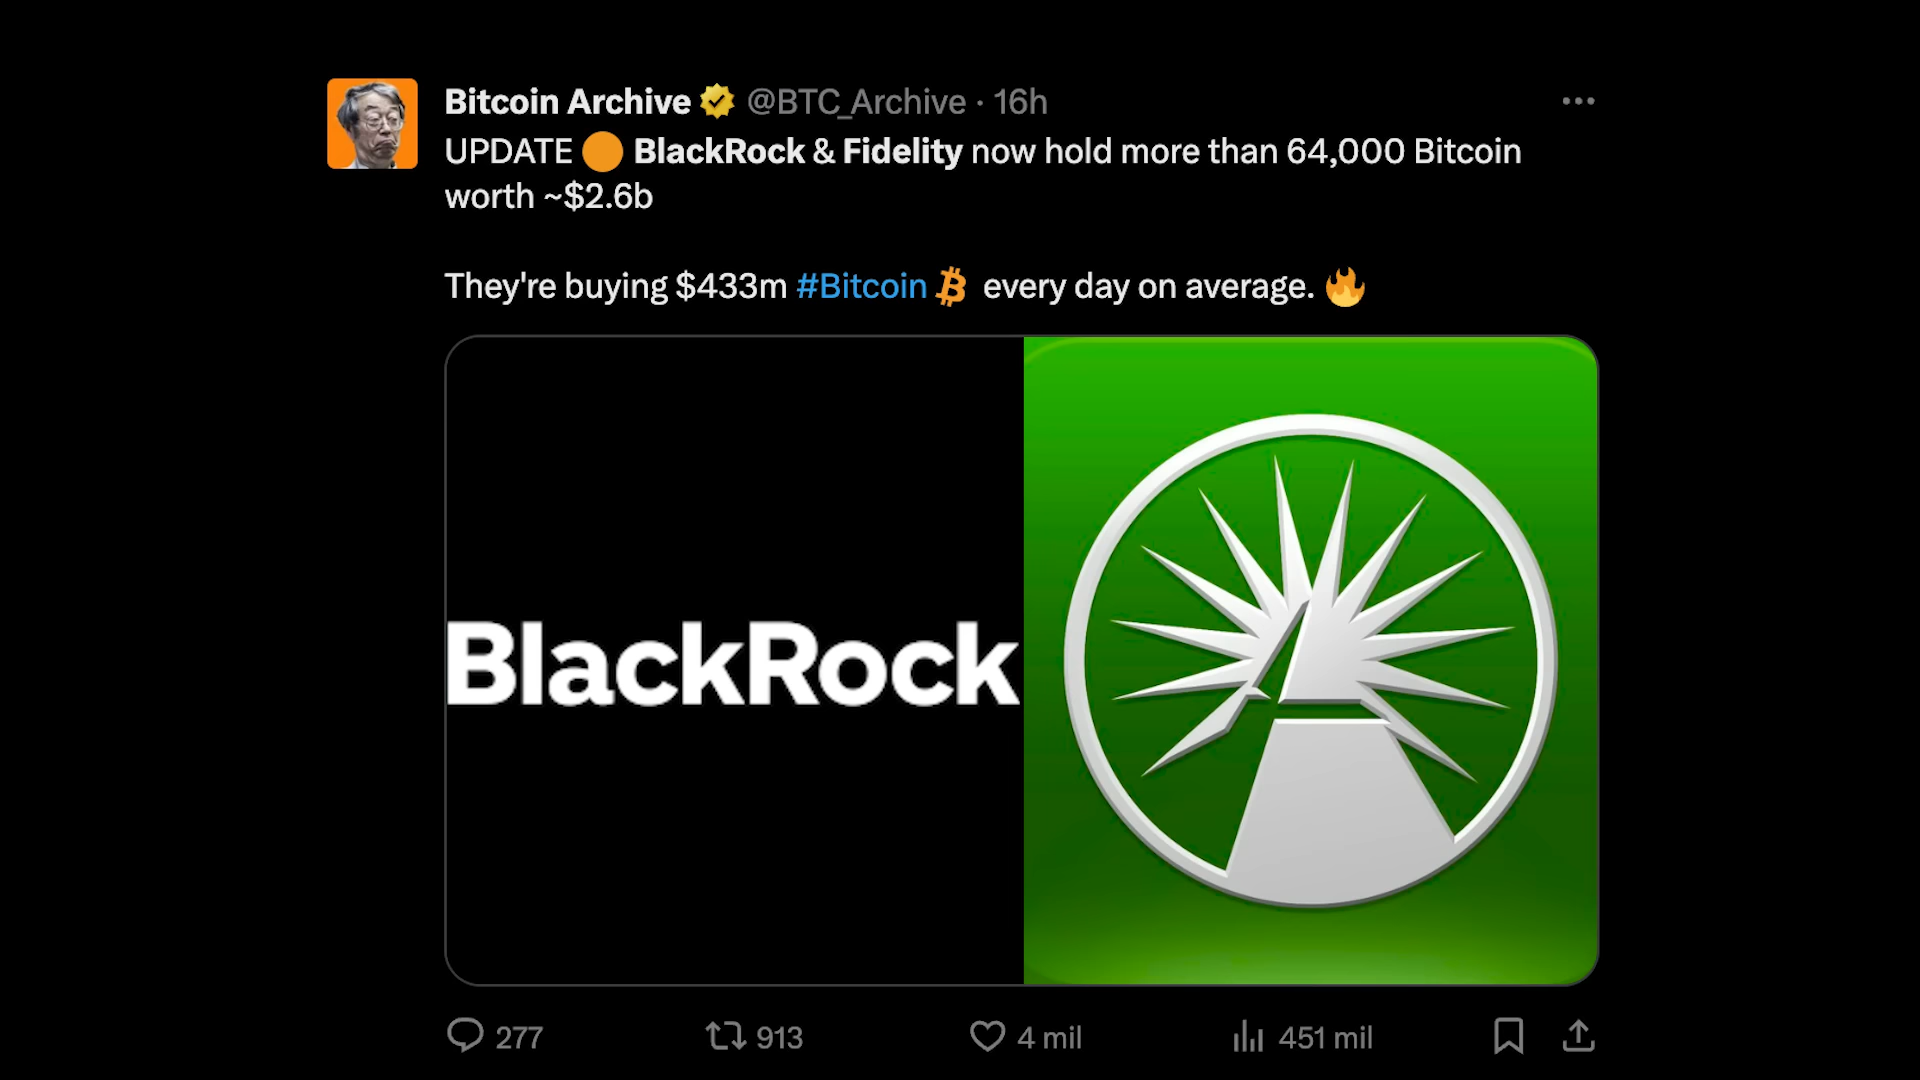 Bitcoin Archive @BTC_Archive · 16h
UPDATE 🟠 BlackRock & Fidelity now hold more than 64,000 Bitcoin
worth ~$2.6b
They're buying $433m #Bitcoin every day on average. 🔥
BlackRock
277 913 4 mil 451 mil